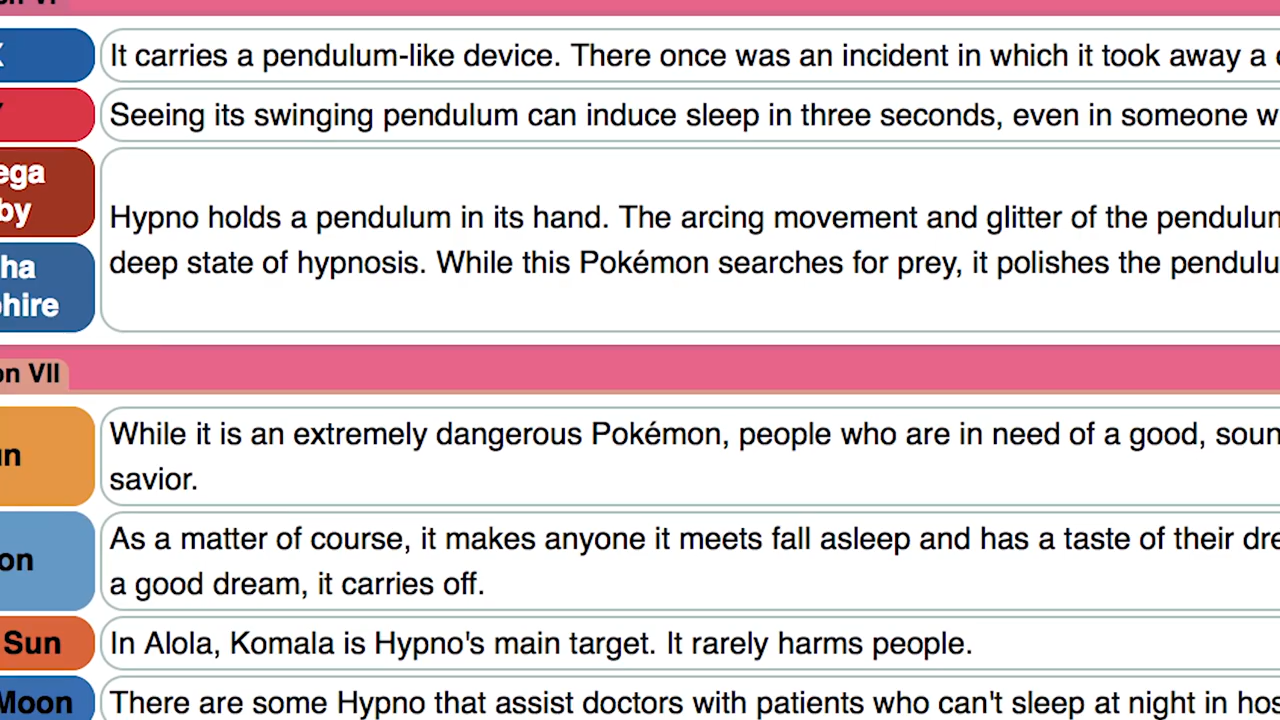 It carries a pendulum-like device. There once was an incident in which it took away a
Seeing its swinging pendulum can induce sleep in three seconds, even in someone
ega
by
Hypno holds a pendulum in its hand. The arcing movement and glitter of the pendulum
deep state of hypnosis. While this Pokémon searches for prey, it polishes the
ha
hire
on VII
un
While it is an extremely dangerous Pokémon, people who are in need of a good,
savior.
on
As a matter of course, it makes anyone it meets fall asleep and has a taste of their
a good dream, it carries off.
Sun
In Alola, Komala is Hypno's main target. It rarely harms people.
Moon
There are some Hypno that assist doctors with patients who can't sleep at night in